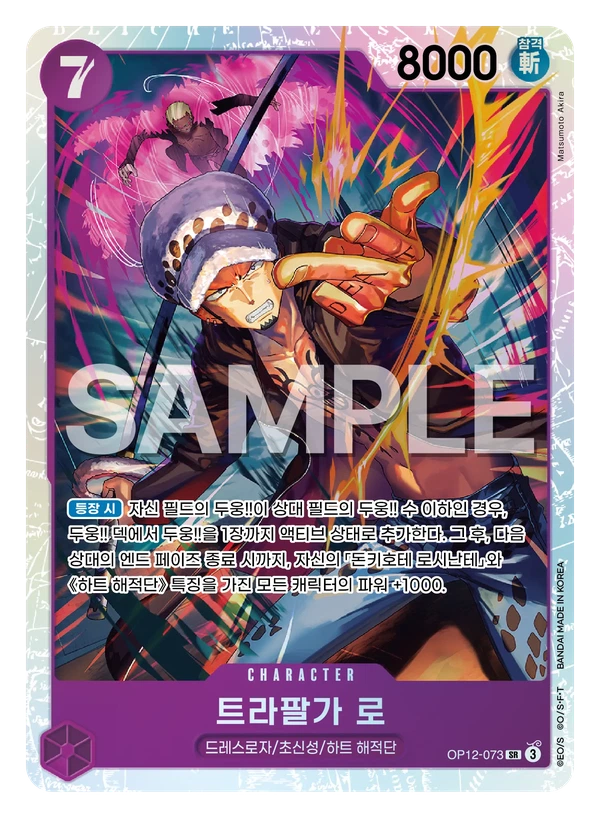 7
8000
참격
斬
Matsumoto Akira
SAMPLE
등장 시 자신 필드의 두웅!!이 상대 필드의 두웅!! 수 이하인 경우,
두웅!! 덱에서 두웅!!을 1장까지 액티브 상태로 추가한다. 그 후, 다음
상대의 엔드 페이즈 종료 시까지, 자신의 「돈키호테 로시난테」와
《하트 해적단》 특징을 가진 모든 캐릭터의 파워 +1000.
CHARACTER
트라팔가 로
드레스로자/초신성/하트 해적단
OP12-073 SR 3
©EO/S ©O/S·F·T BANDAI MADE IN KOREA